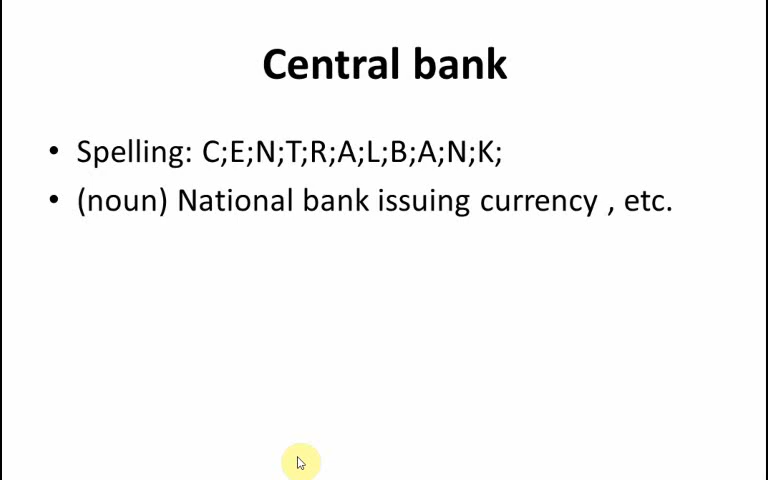 Central bank
• Spelling: C;E;N;T;R;A;L;B;A;N;K;
• (noun) National bank issuing currency , etc.